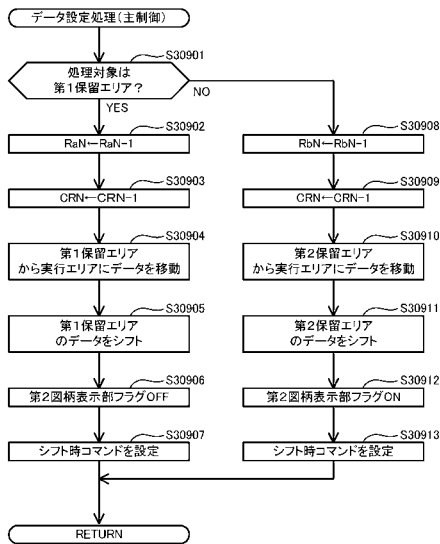 データ設定処理(主制御)
S30901
処理対象は
第1保留エリア?
NO
YES
S30902
RaN←RaN-1
S30903
CRN←CRN-1
S30904
第1保留エリア
から実行エリアにデータを移動
S30905
第1保留エリア
のデータをシフト
S30906
第2図柄表示部フラグOFF
S30907
シフト時コマンドを設定
S30908
RbN←RbN-1
S30909
CRN←CRN-1
S30910
第2保留エリア
から実行エリアにデータを移動
S30911
第2保留エリア
のデータをシフト
S30912
第2図柄表示部フラグON
S30913
シフト時コマンドを設定
RETURN